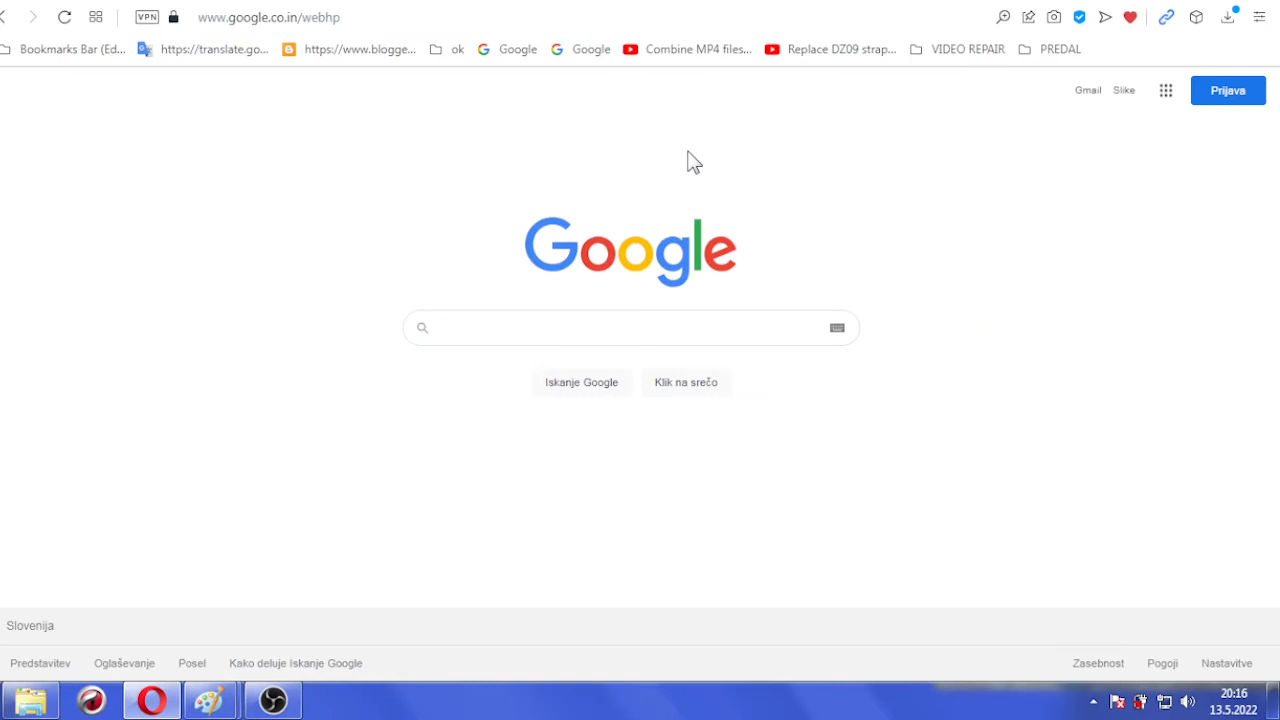 VPN
www.google.co.in/webhp
Bookmarks Bar (Ed... https://translate.go... https://www.blogge... ok Google Google Combine MP4 files... Replace DZ09 strap... VIDEO REPAIR PREDAL
Gmail Slike Prijava
Google
Iskanje Google Klik na srečo
Slovenija
Predstavitev Oglaševanje Posel Kako deluje Iskanje Google Zasebnost Pogoji Nastavitve
20:16
13.5.2022